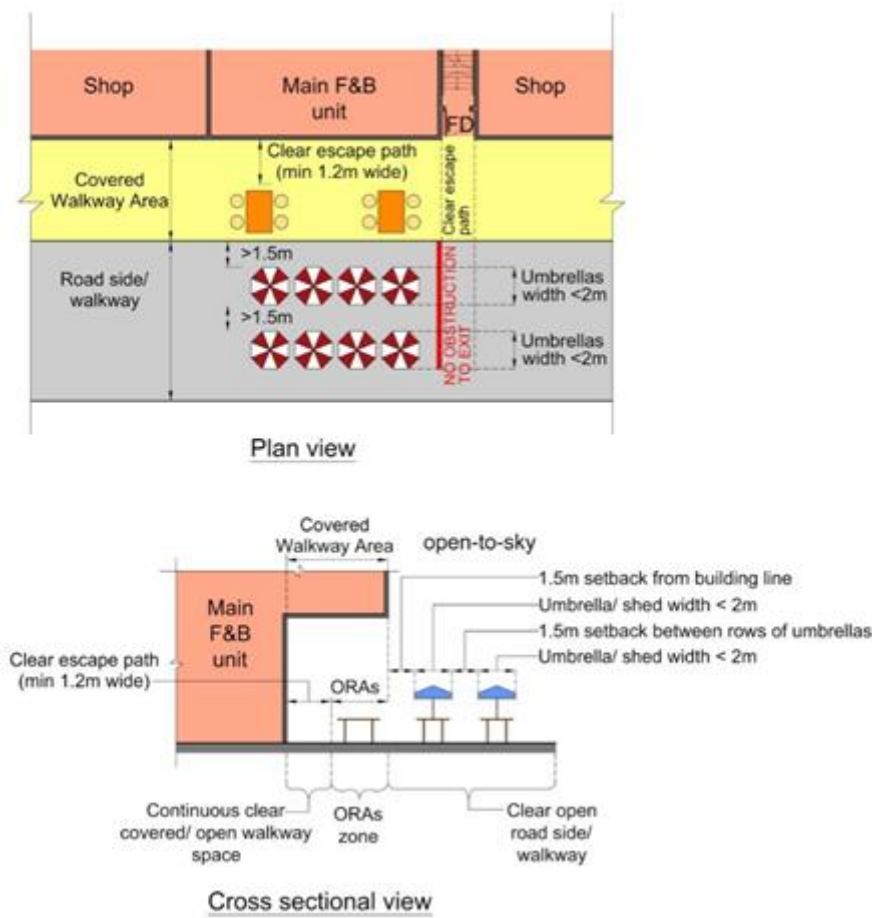 Shop
Main F&B
unit
Shop
FD
Clear escape path
(min 1.2m wide)
Covered
Walkway Area
Clear escape
path
>1.5m
Road side/
walkway
Umbrellas
width <2m
>1.5m
Umbrellas
width <2m
NO OBSTRUCTION
TO EXIT
Plan view
Covered
Walkway Area
open-to-sky
1.5m setback from building line
Main
F&B
unit
Umbrella/ shed width < 2m
1.5m setback between rows of umbrellas
Clear escape path
(min 1.2m wide)
Umbrella/ shed width < 2m
ORAs
Continuous clear
covered/ open walkway
space
ORAs
zone
Clear open
road side/
walkway
Cross sectional view